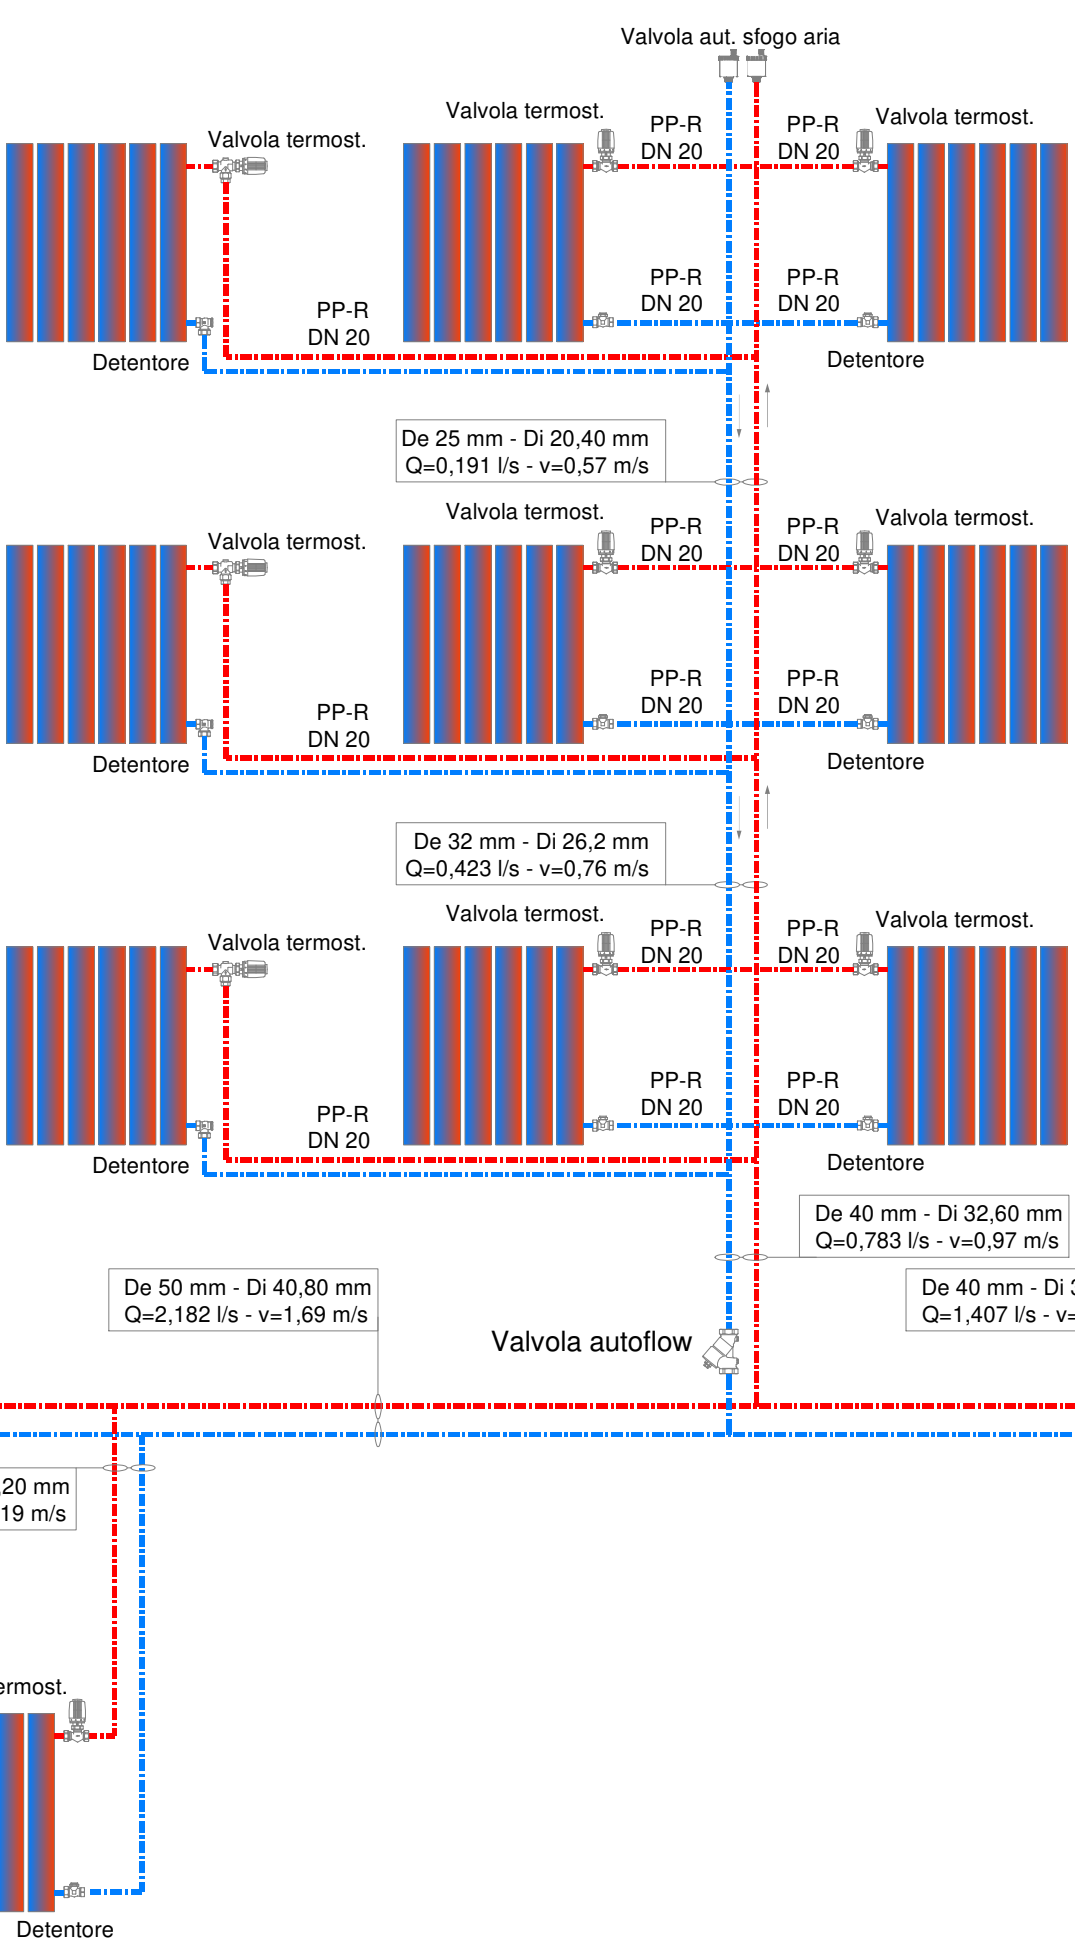 Valvola aut. sfogo aria
Valvola termost.
Valvola termost.
PP-R
DN 20
PP-R
DN 20
Valvola termost.
PP-R
DN 20
PP-R
DN 20
PP-R
DN 20
Detentore
Detentore
De 25 mm - Di 20,40 mm
Q=0,191 l/s - v=0,57 m/s
Valvola termost.
Valvola termost.
PP-R
DN 20
PP-R
DN 20
Valvola termost.
PP-R
DN 20
PP-R
DN 20
PP-R
DN 20
Detentore
Detentore
De 32 mm - Di 26,2 mm
Q=0,423 l/s - v=0,76 m/s
Valvola termost.
Valvola termost.
PP-R
DN 20
PP-R
DN 20
Valvola termost.
PP-R
DN 20
PP-R
DN 20
PP-R
DN 20
Detentore
Detentore
De 40 mm - Di 32,60 mm
Q=0,783 l/s - v=0,97 m/s
De 50 mm - Di 40,80 mm
Q=2,182 l/s - v=1,69 m/s
De 40 mm - Di
Q=1,407 l/s - v=
Valvola autoflow
,20 mm
19 m/s
ermost.
Detentore